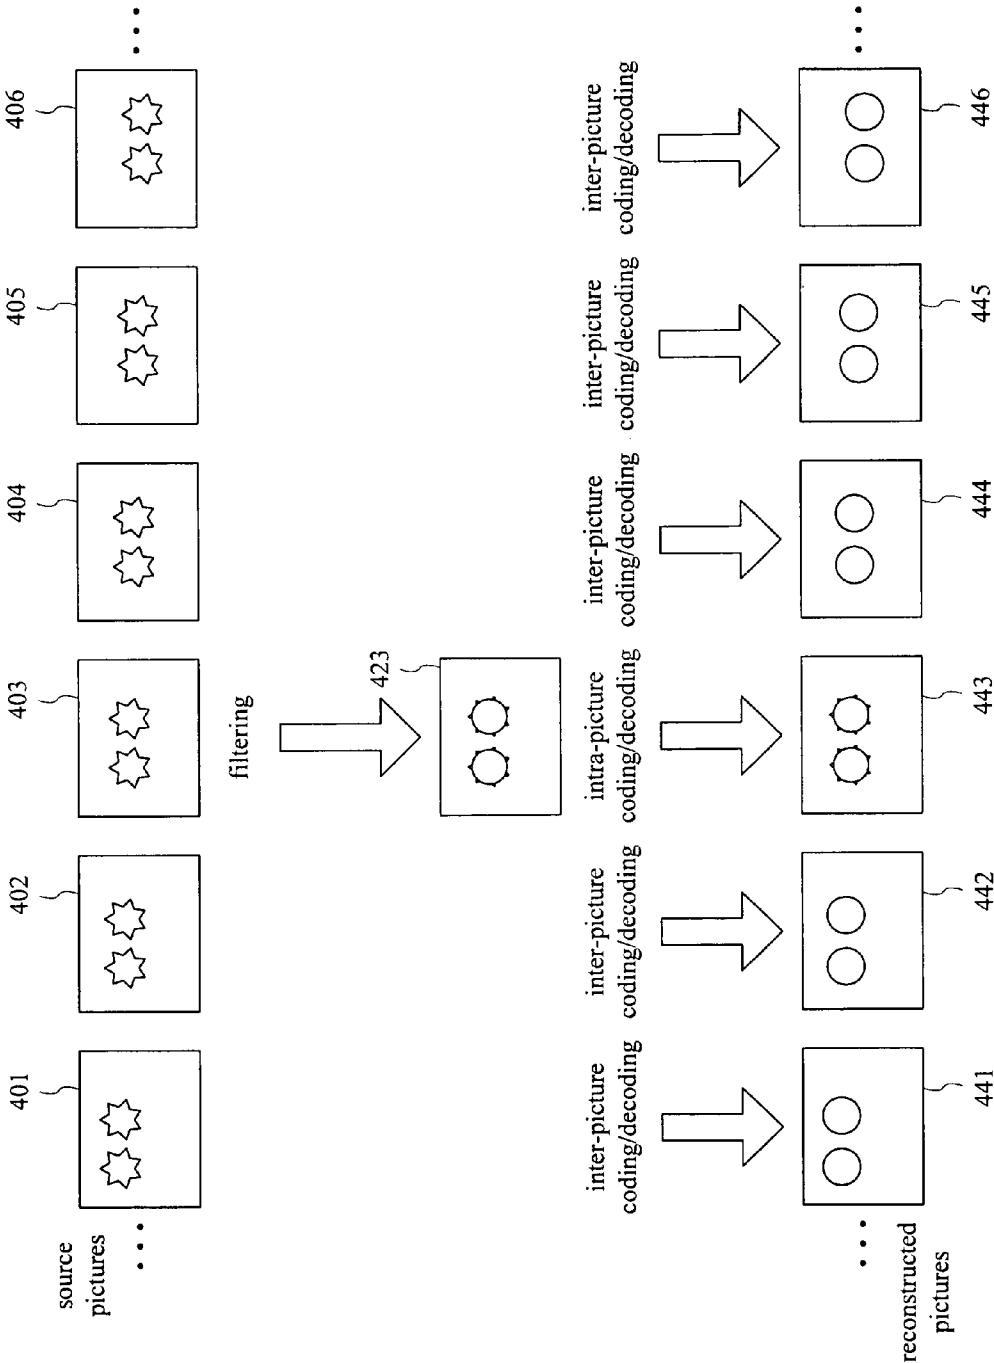 source
pictures
401
402
403
404
405
406
filtering
423
inter-picture
coding/decoding
inter-picture
coding/decoding
intra-picture
coding/decoding
inter-picture
coding/decoding
inter-picture
coding/decoding
inter-picture
coding/decoding
reconstructed
pictures
441
442
443
444
445
446